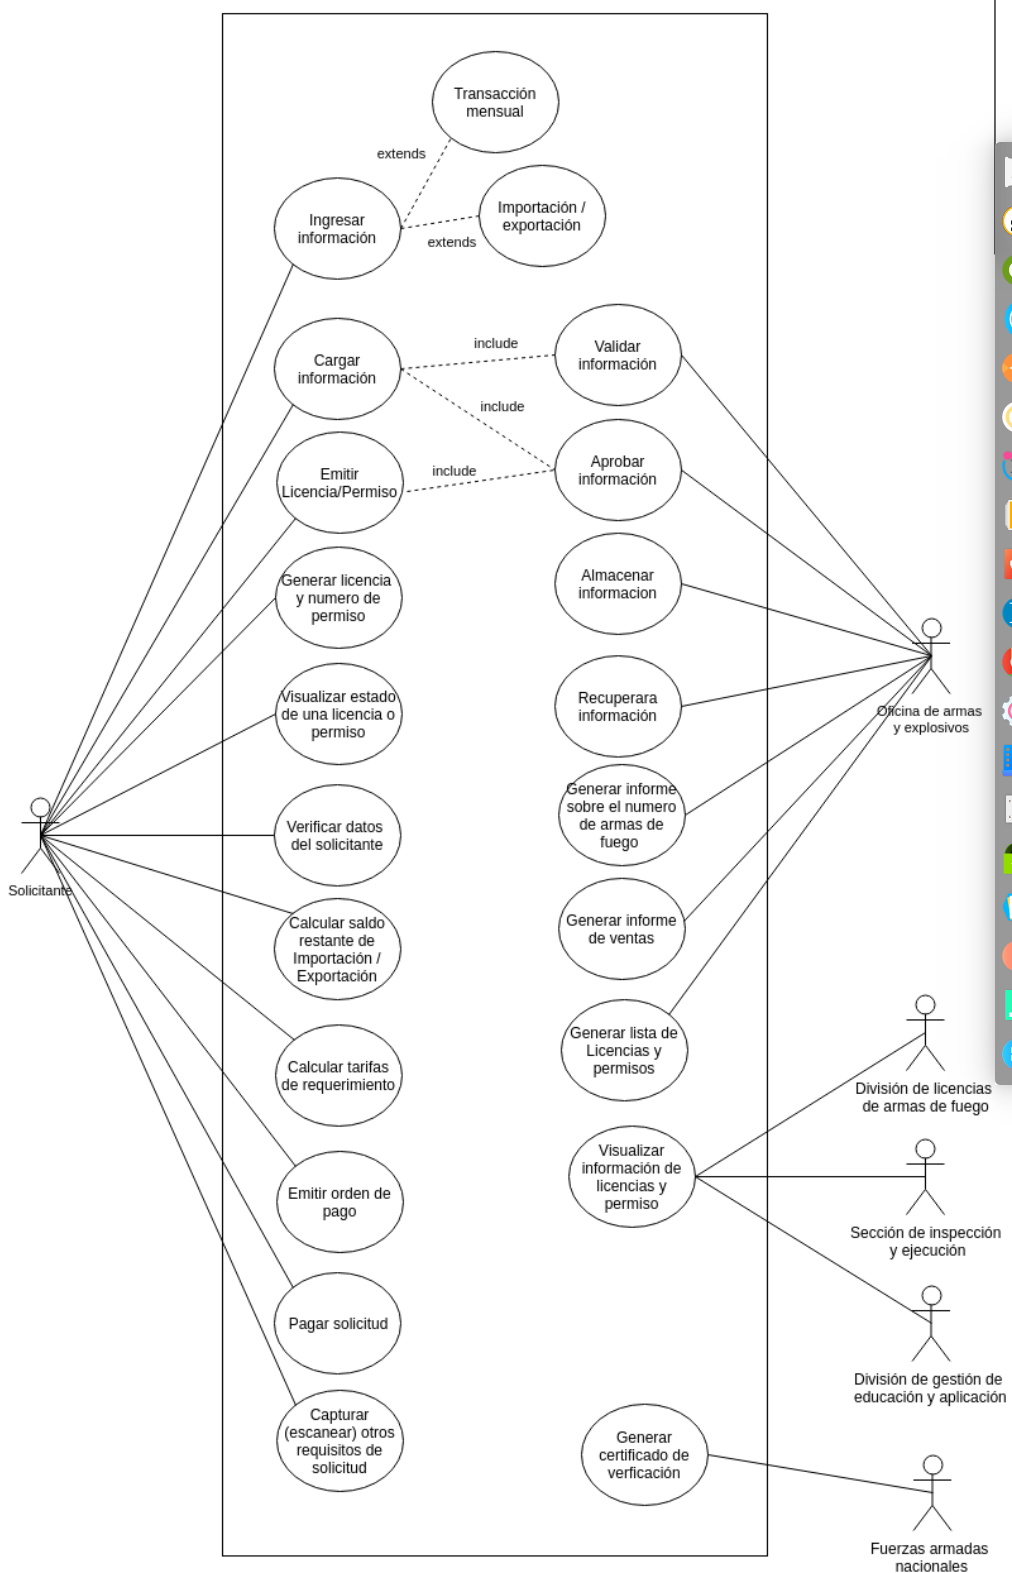 Transacción
mensual
extends
Ingresar
información
Importación /
exportación
extends
Cargar
información
include
Validar
información
include
Emitir
Licencia/Permiso
include
Aprobar
información
Generar licencia
y numero de
permiso
Almacenar
informacion
Visualizar estado
de una licencia o
permiso
Recuperara
información
Oficina de armas
y explosivos
Verificar datos
del solicitante
Generar informe
sobre el numero
de armas de
fuego
Solicitante
Calcular saldo
restante de
Importación /
Exportación
Generar informe
de ventas
Calcular tarifas
de requerimiento
Generar lista de
Licencias y
permisos
División de licencias
de armas de fuego
Emitir orden de
pago
Visualizar
información de
licencias y
permiso
Sección de inspección
y ejecución
Pagar solicitud
División de gestión de
educación y aplicación
Capturar
(escanear) otros
requisitos de
solicitud
Generar
certificado de
verficación
Fuerzas armadas
nacionales